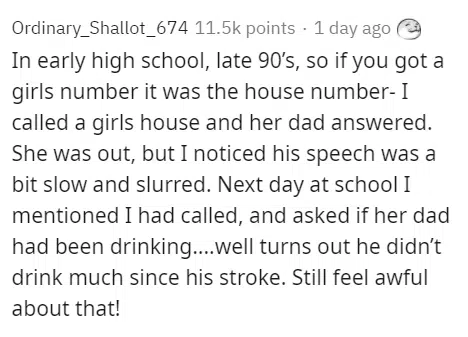 Ordinary_Shallot_674 11.5k points · 1 day ago
In early high school, late 90’s, so if you got a
girls number it was the house number- I
called a girls house and her dad answered.
She was out, but I noticed his speech was a
bit slow and slurred. Next day at school I
mentioned I had called, and asked if her dad
had been drinking....well turns out he didn’t
drink much since his stroke. Still feel awful
about that!